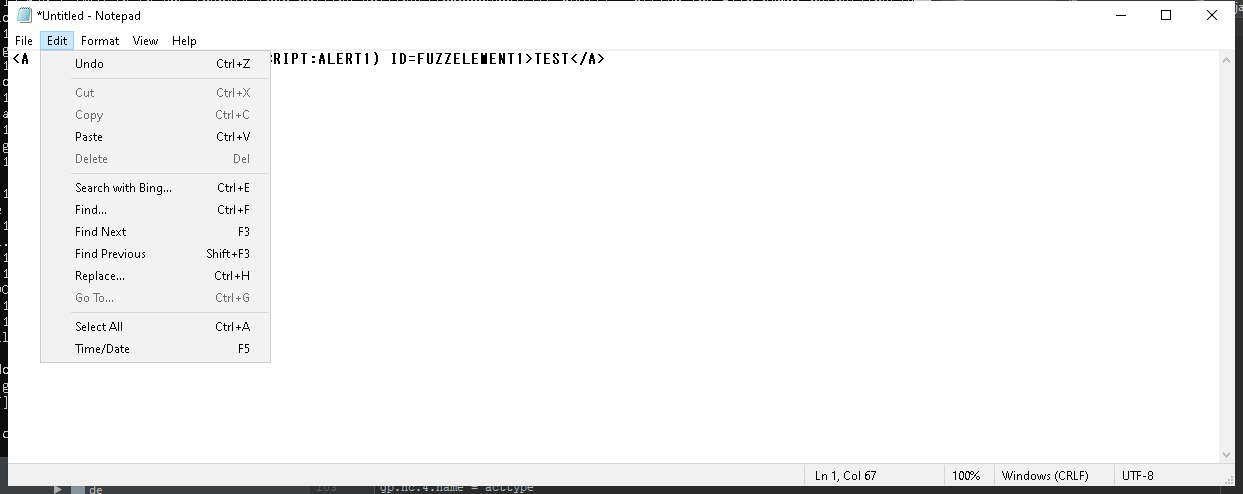 *Untitled - Notepad
File Edit Format View Help
<A RIPT:ALERT1) ID=FUZZELEMENT1>TEST</A>
Undo Ctrl+Z
Cut Ctrl+X
Copy Ctrl+C
Paste Ctrl+V
Delete Del
Search with Bing... Ctrl+E
Find... Ctrl+F
Find Next F3
Find Previous Shift+F3
Replace... Ctrl+H
Go To... Ctrl+G
Select All Ctrl+A
Time/Date F5
Ln 1, Col 67 100% Windows (CRLF) UTF-8
de 103 gp.nc.4.name = acctype